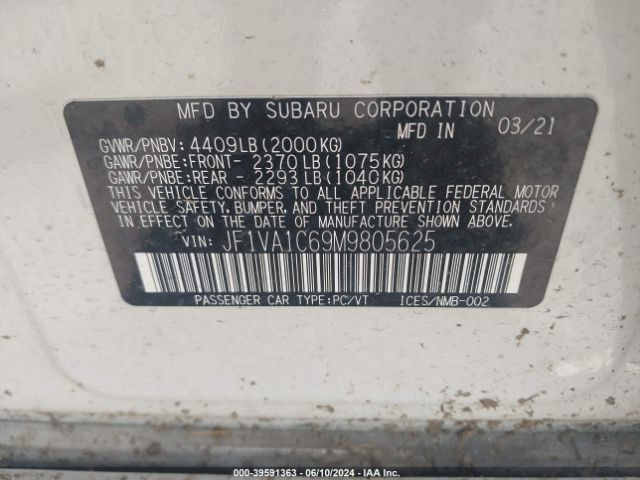 MFD BY SUBARU CORPORATION
MFD IN 03/21
GVWR/PNBV: 4409LB(2000KG)
GAWR/PNBE:FRONT- 2370LB(1075KG)
GAWR/PNBE:REAR - 2293LB(1040KG)
THIS VEHICLE CONFORMS TO ALL APPLICABLE FEDERAL MOTOR
VEHICLE SAFETY, BUMPER, AND THEFT PREVENTION STANDARDS
IN EFFECT ON THE DATE OF MANUFACTURE SHOWN ABOVE.
VIN: JF1VA1C69M9805625
PASSENGER CAR TYPE:PC/VT ICES/NMB-002
000-39591363 / 06/10/2024 / IAA Inc.